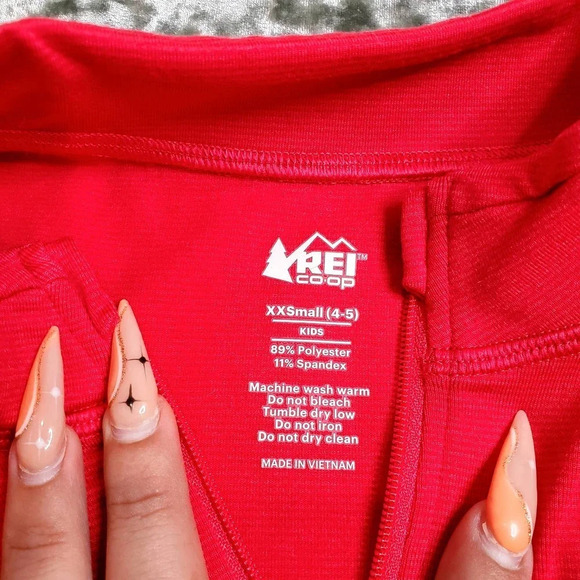 REI™
co·op
XXSmall (4-5)
KIDS
89% Polyester
11% Spandex
Machine wash warm
Do not bleach
Tumble dry low
Do not iron
Do not dry clean
MADE IN VIETNAM